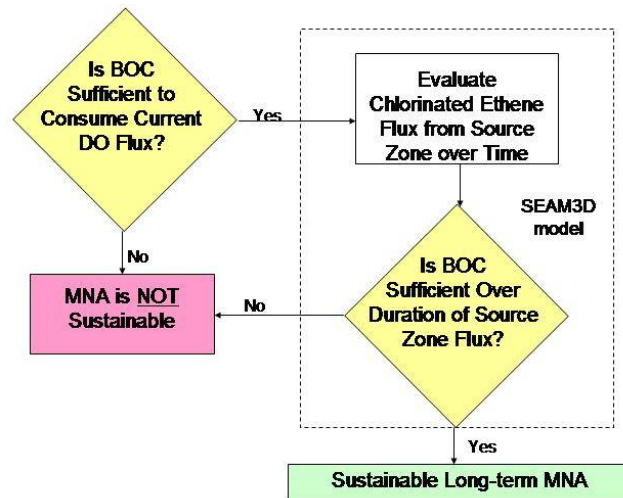 Is BOC
Sufficient to
Consume Current
DO Flux?
Yes
Evaluate
Chlorinated Ethene
Flux from Source
Zone over Time
SEAM3D
model
No
MNA is NOT
Sustainable
No
Is BOC
Sufficient Over
Duration of Source
Zone Flux?
Yes
Sustainable Long-term MNA